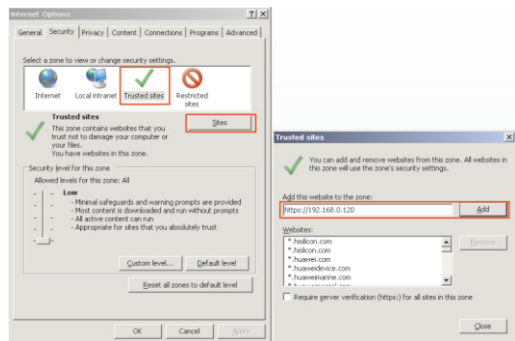 Internet Options
General Security Privacy Content Connections Programs Advanced
Select a zone to view or change security settings.
Internet Local intranet Trusted sites Restricted
sites
Trusted sites
This zone contains websites that you
trust not to damage your computer or
your files.
You have websites in this zone.
Sites
Security level for this zone
Allowed levels for this zone: All
Low
- Minimal safeguards and warning prompts are provided
- Most content is downloaded and run without prompts
- All active content can run
- Appropriate for sites that you absolutely trust
Custom level... Default level
Reset all zones to default level
OK Cancel Apply
Trusted sites
You can add and remove websites from this zone. All websites in
this zone will use the zone's security settings.
Add this website to the zone:
https://192.168.0.120 Add
Websites:
*.hisilicon.com Remove
*.hisilicon.com
*.huawei.com
*.huaweidevice.com
*.huaweimarine.com
Require server verification (https:) for all sites in this zone
Close